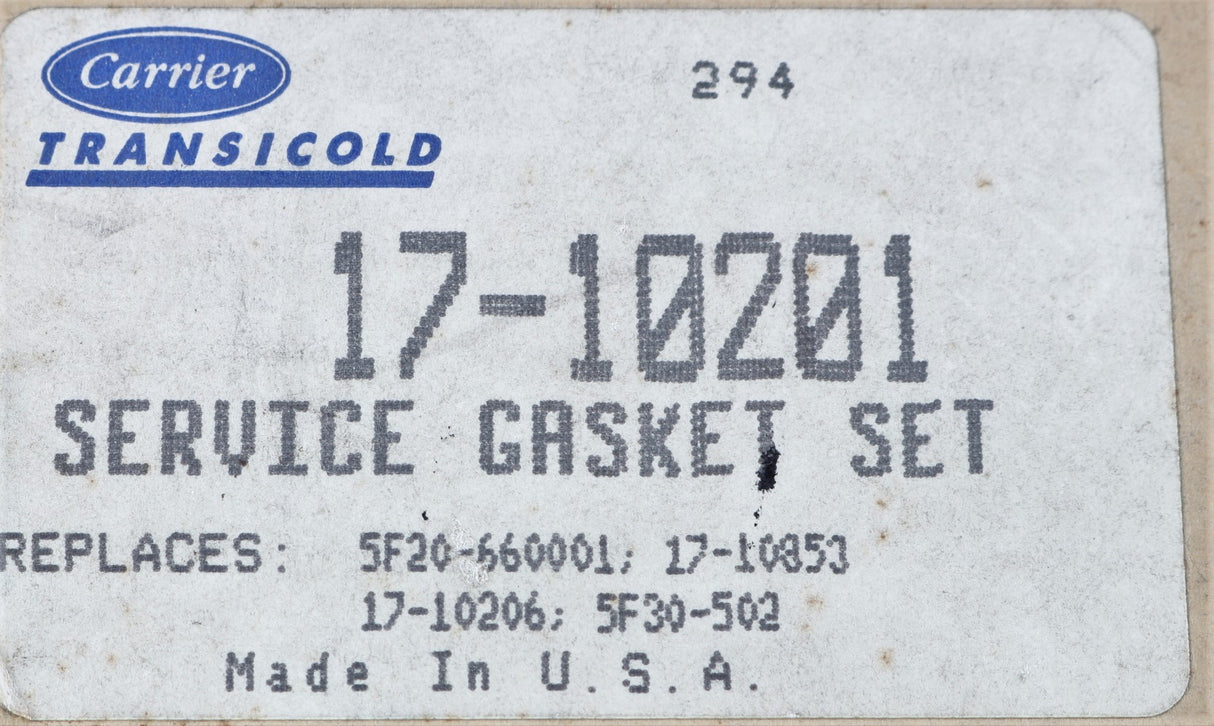 Carrier
TRANSICOLD
294
17-10201
SERVICE GASKET SET
REPLACES: 5F20-660001; 17-10853
17-10206; 5F30-502
Made In U.S.A.